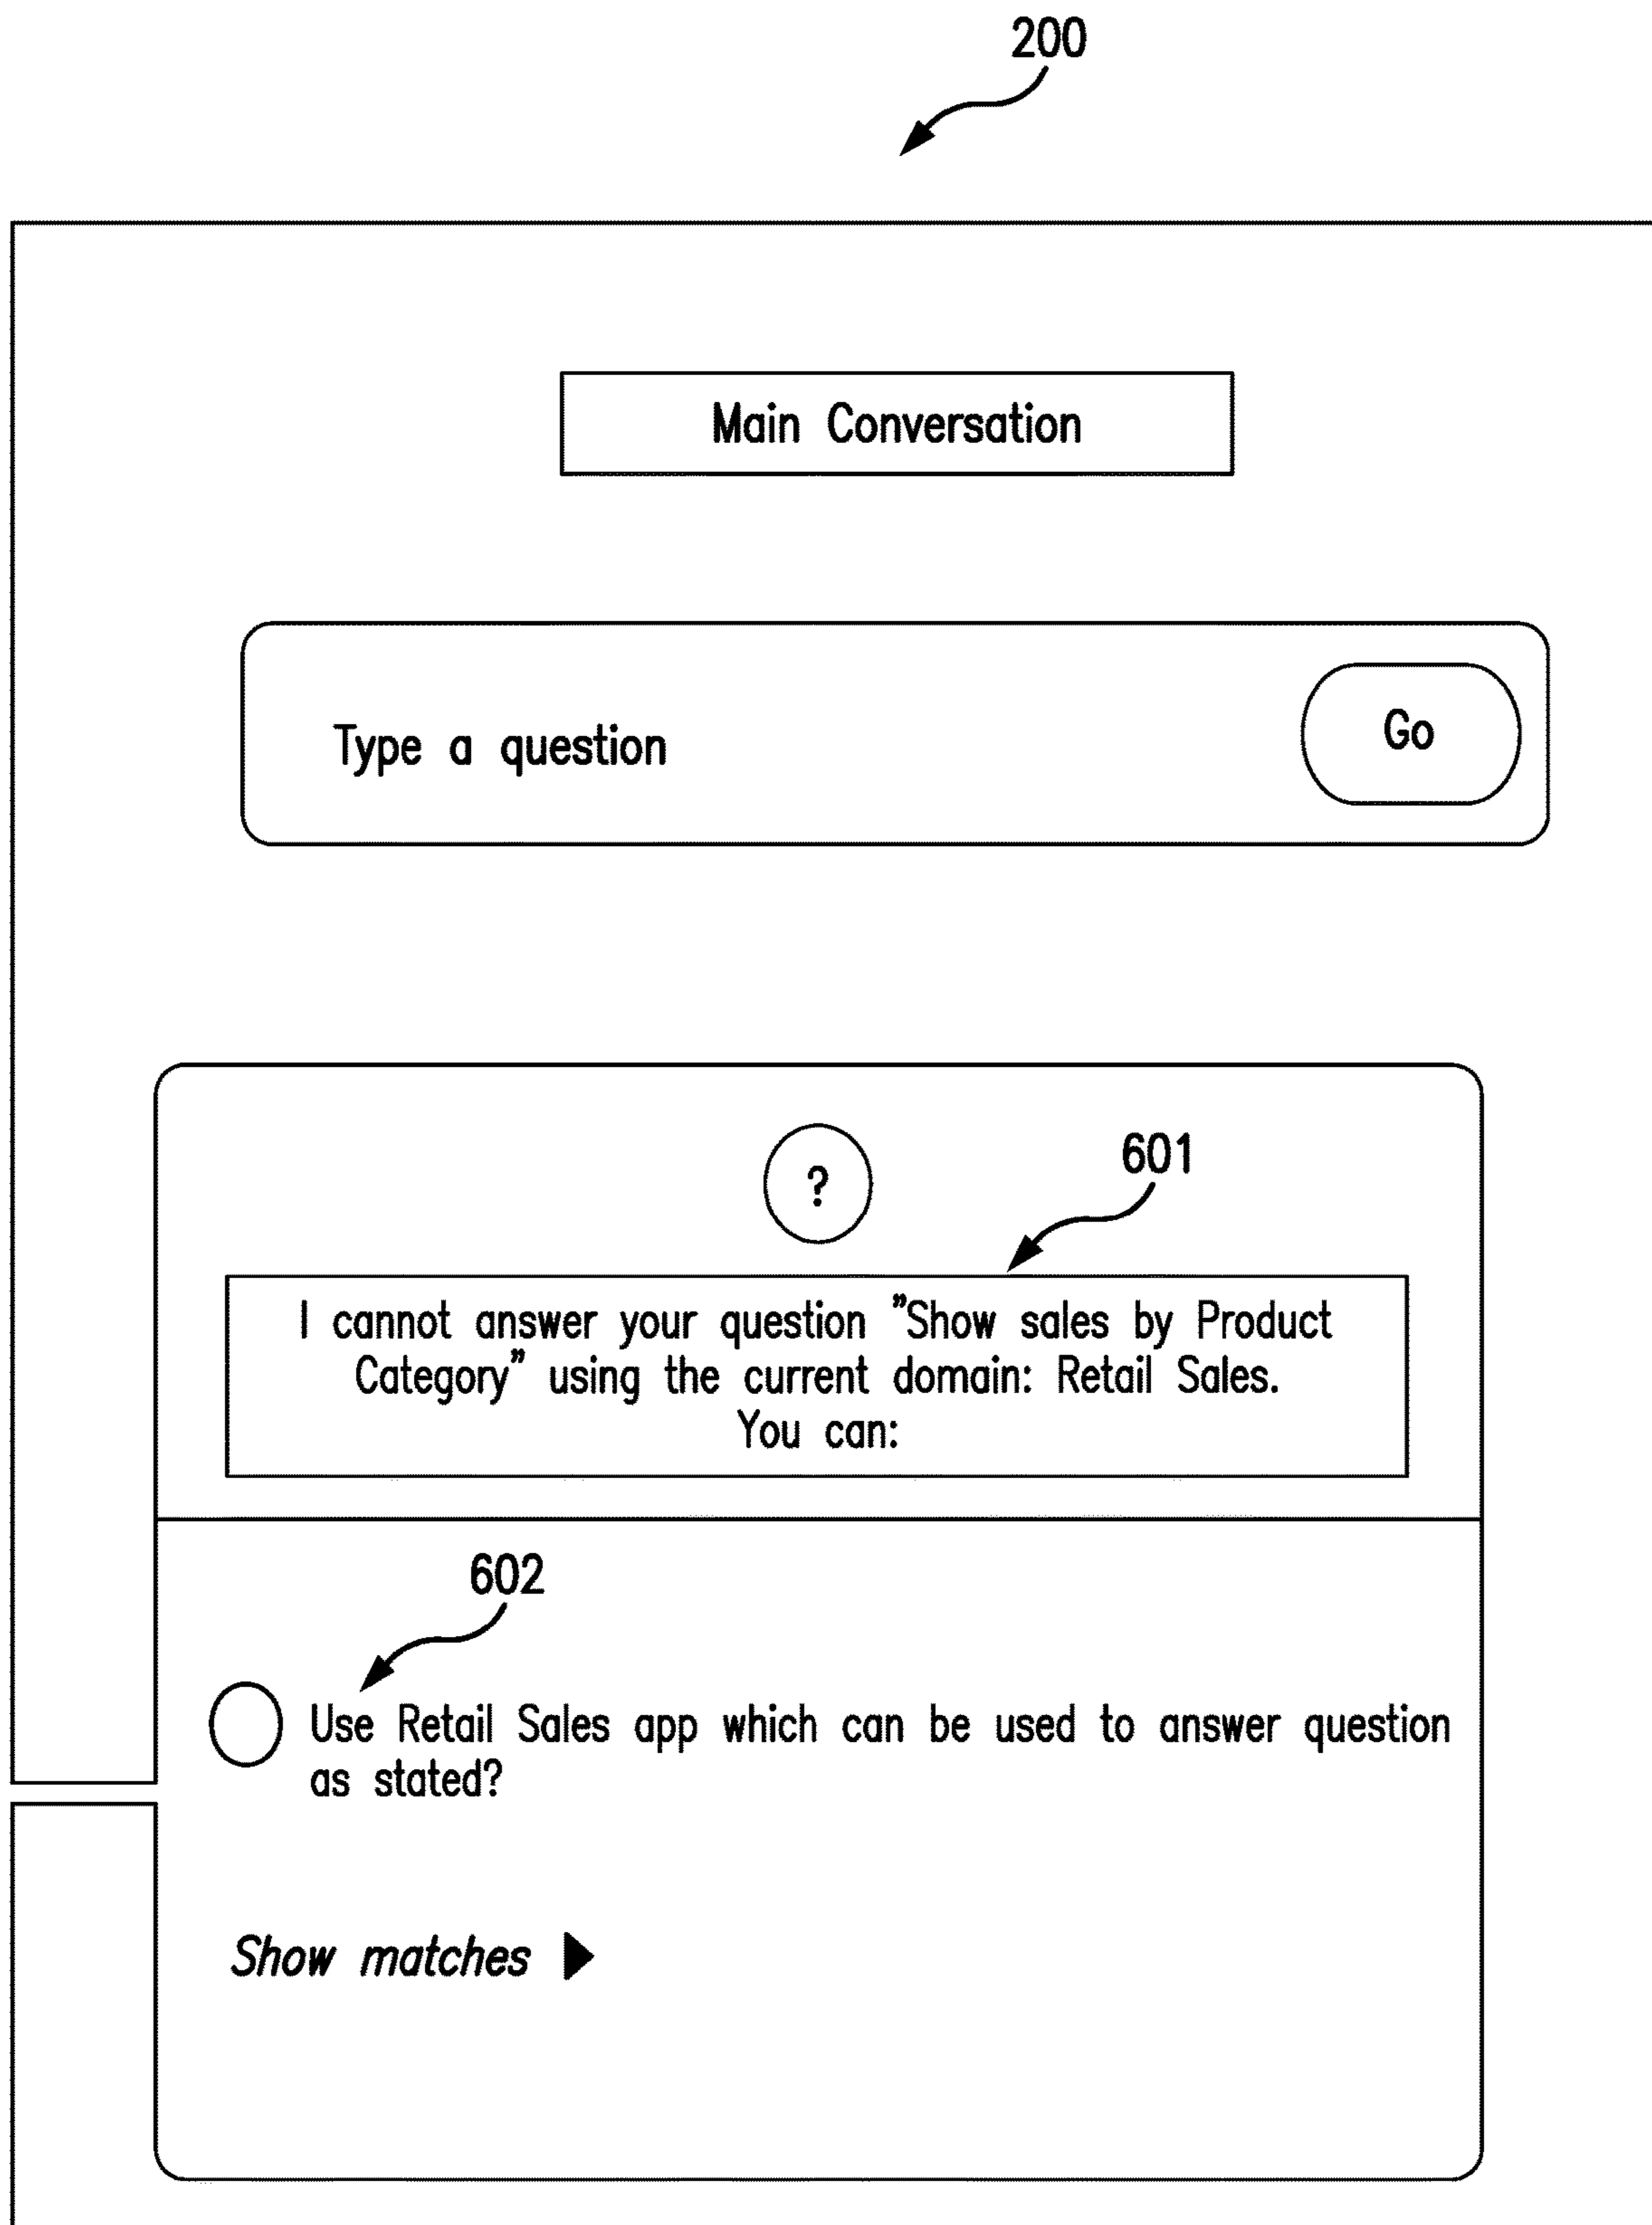 200
Main Conversation
Type a question
Go
?
601
I cannot answer your question ”Show sales by Product
Category” using the current domain: Retail Sales.
You can:
602
Use Retail Sales app which can be used to answer question
as stated?
Show matches